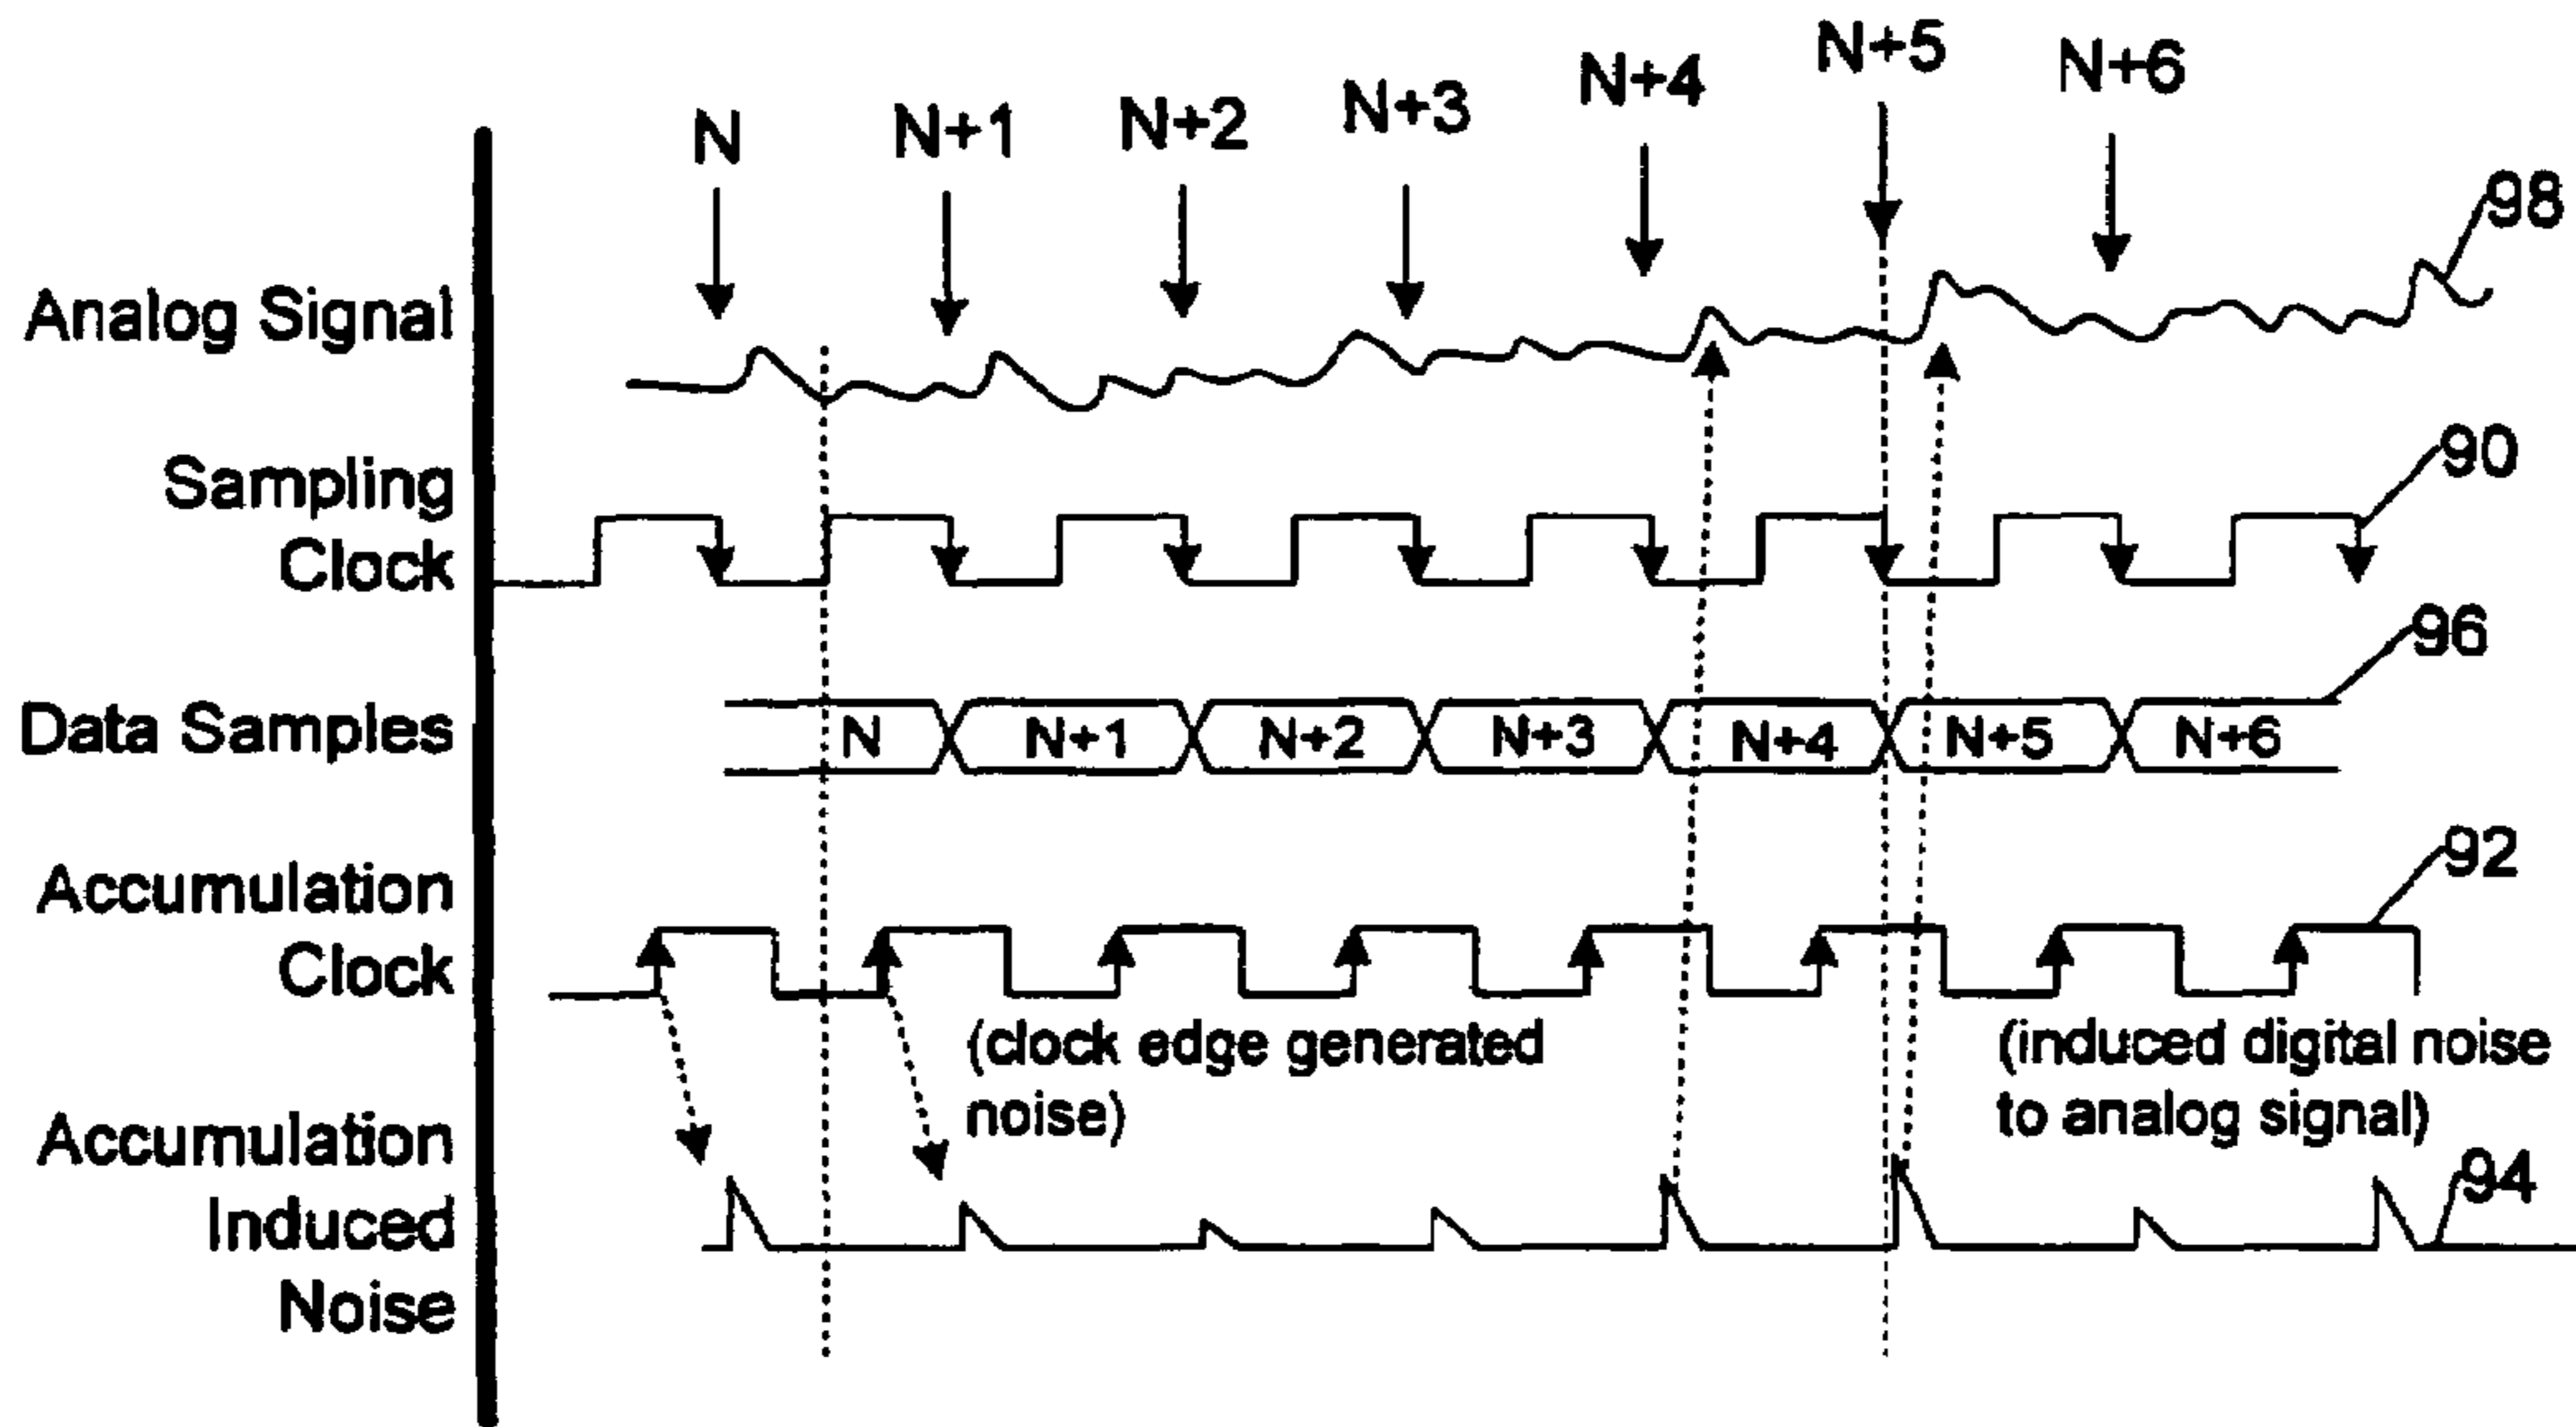 N
N+1
N+2
N+3
N+4
N+5
N+6
98
Analog Signal
Sampling
Clock
90
96
Data Samples
N
N+1
N+2
N+3
N+4
N+5
N+6
Accumulation
Clock
92
(clock edge generated
noise)
(induced digital noise
to analog signal)
Accumulation
Induced
Noise
94